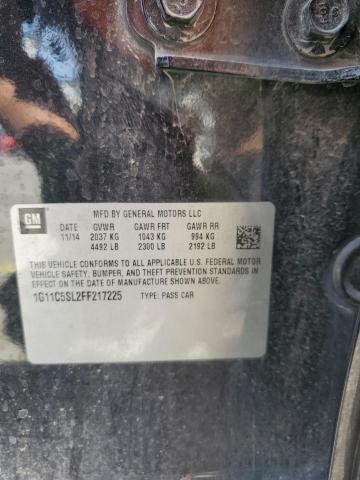 GM
MFD BY GENERAL MOTORS LLC
DATE GVWR GAWR FRT GAWR RR
11/14 2037 KG 1043 KG 994 KG
4492 LB 2300 LB 2192 LB
THIS VEHICLE CONFORMS TO ALL APPLICABLE U.S. FEDERAL MOTOR
VEHICLE SAFETY, BUMPER, AND THEFT PREVENTION STANDARDS IN
EFFECT ON THE DATE OF MANUFACTURE SHOWN ABOVE.
1G11C5SL2FF217225 TYPE: PASS CAR